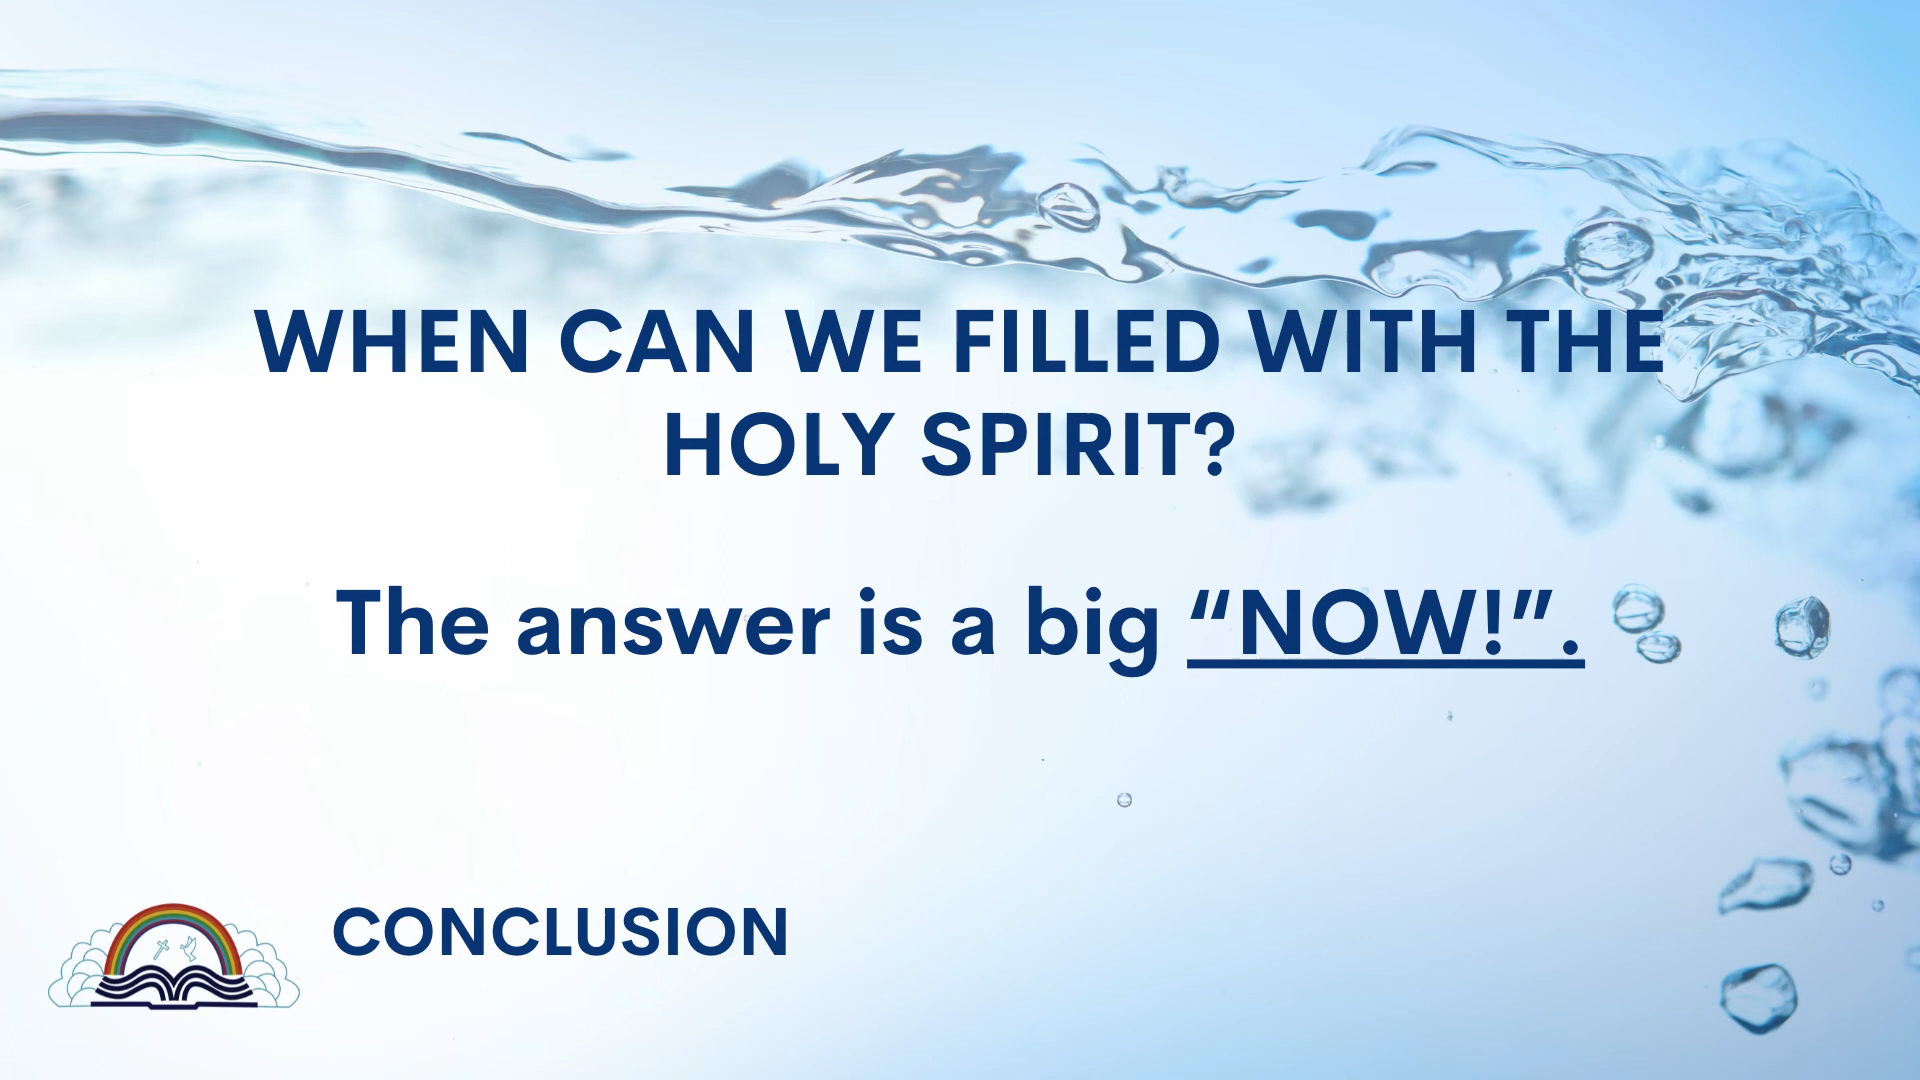 WHEN CAN WE FILLED WITH THE
HOLY SPIRIT?
The answer is a big “NOW!”.
CONCLUSION